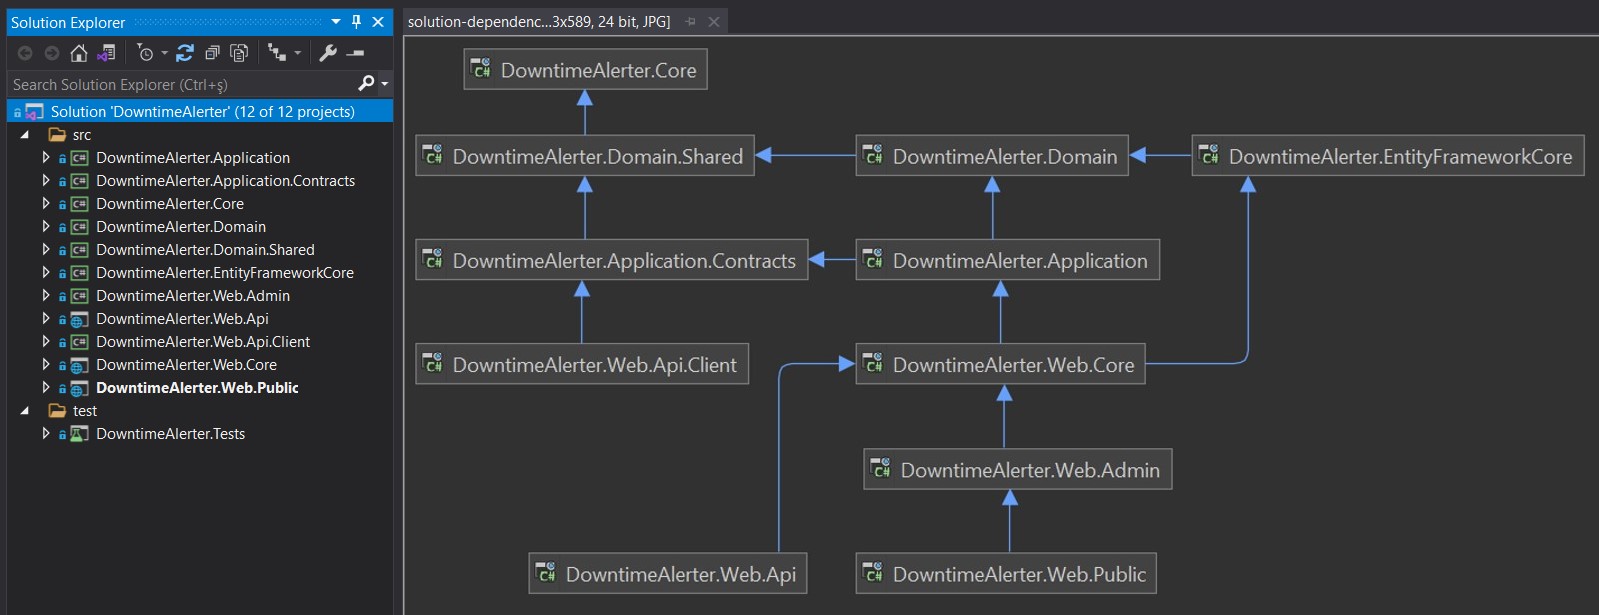 Solution Explorer
Search Solution Explorer (Ctrl+ş)
Solution 'DowntimeAlerter' (12 of 12 projects)
src
DowntimeAlerter.Application
DowntimeAlerter.Application.Contracts
DowntimeAlerter.Core
DowntimeAlerter.Domain
DowntimeAlerter.Domain.Shared
DowntimeAlerter.EntityFrameworkCore
DowntimeAlerter.Web.Admin
DowntimeAlerter.Web.Api
DowntimeAlerter.Web.Api.Client
DowntimeAlerter.Web.Core
DowntimeAlerter.Web.Public
test
DowntimeAlerter.Tests
solution-dependenc...3x589, 24 bit, JPG]
DowntimeAlerter.Core
DowntimeAlerter.Domain.Shared
DowntimeAlerter.Domain
DowntimeAlerter.EntityFrameworkCore
DowntimeAlerter.Application.Contracts
DowntimeAlerter.Application
DowntimeAlerter.Web.Api.Client
DowntimeAlerter.Web.Core
DowntimeAlerter.Web.Admin
DowntimeAlerter.Web.Api
DowntimeAlerter.Web.Public